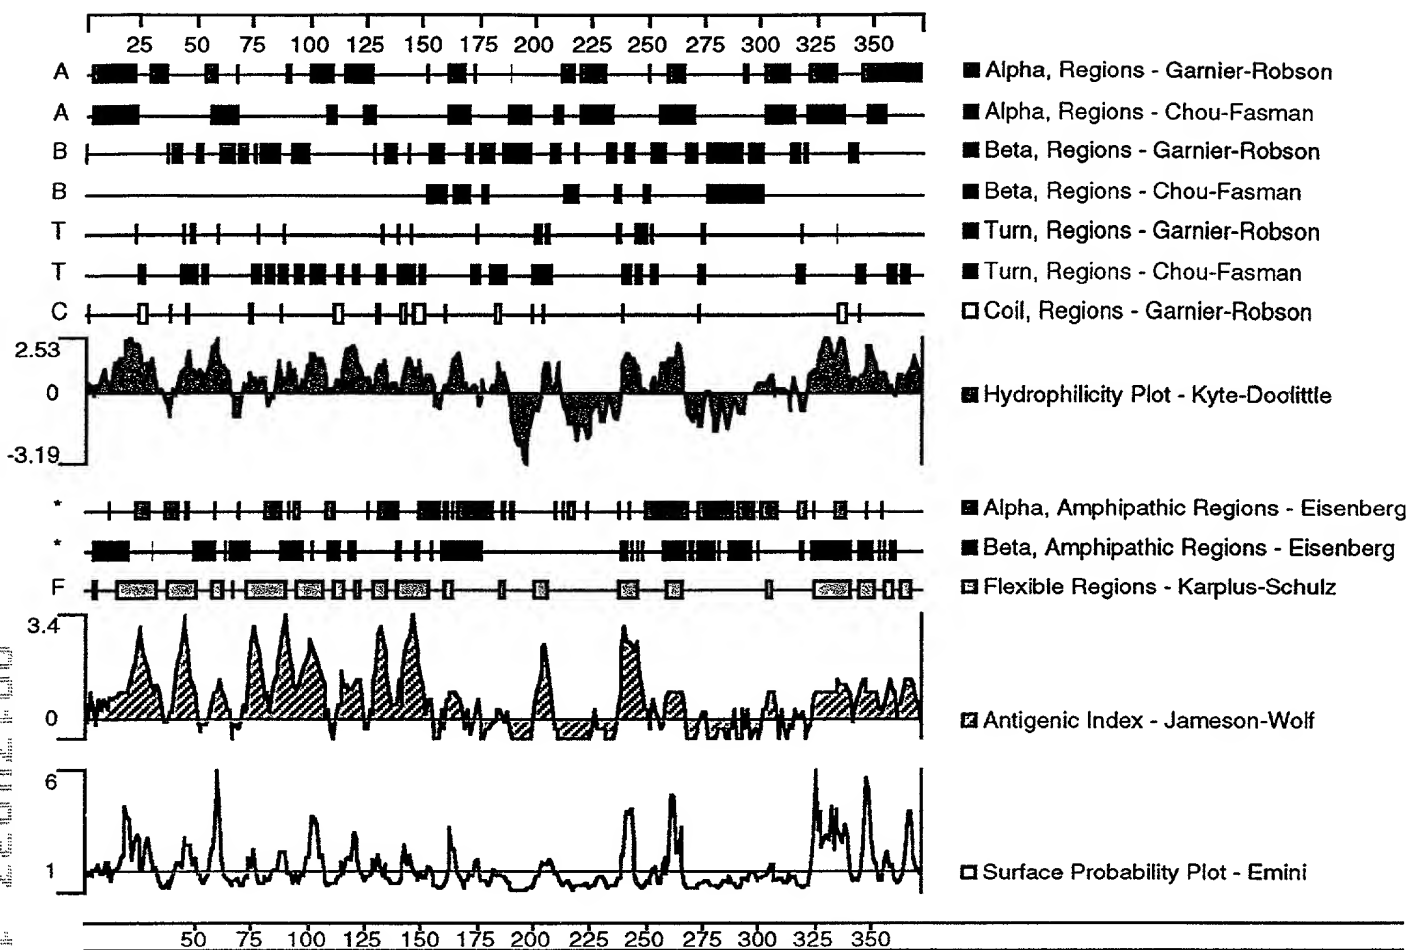 25 50 75 100 125 150 175 200 225 250 275 300 325 350
A Alpha, Regions - Garnier-Robson
A Alpha, Regions - Chou-Fasman
B Beta, Regions - Garnier-Robson
B Beta, Regions - Chou-Fasman
T Turn, Regions - Garnier-Robson
T Turn, Regions - Chou-Fasman
C Coil, Regions - Garnier-Robson
2.53
0 Hydrophilicity Plot - Kyte-Doolittle
-3.19
* Alpha, Amphipathic Regions - Eisenberg
* Beta, Amphipathic Regions - Eisenberg
F Flexible Regions - Karplus-Schulz
3.4
0 Antigenic Index - Jameson-Wolf
6
1 Surface Probability Plot - Emini
50 75 100 125 150 175 200 225 250 275 300 325 350